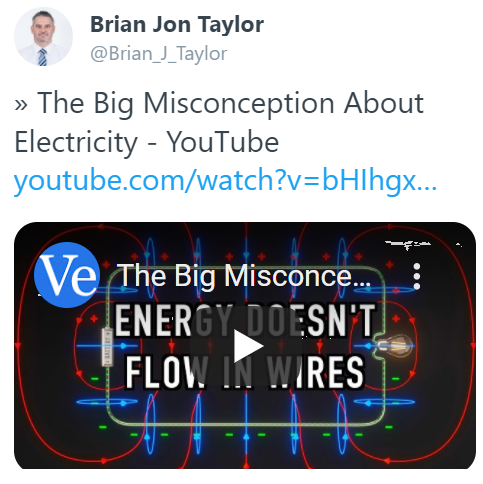 Brian Jon Taylor
@Brian_J_Taylor
» The Big Misconception About
Electricity - YouTube
youtube.com/watch?v=bHIhgx…
Ve
The Big Misconce…
ENERGY DOESN'T
FLOW IN WIRES